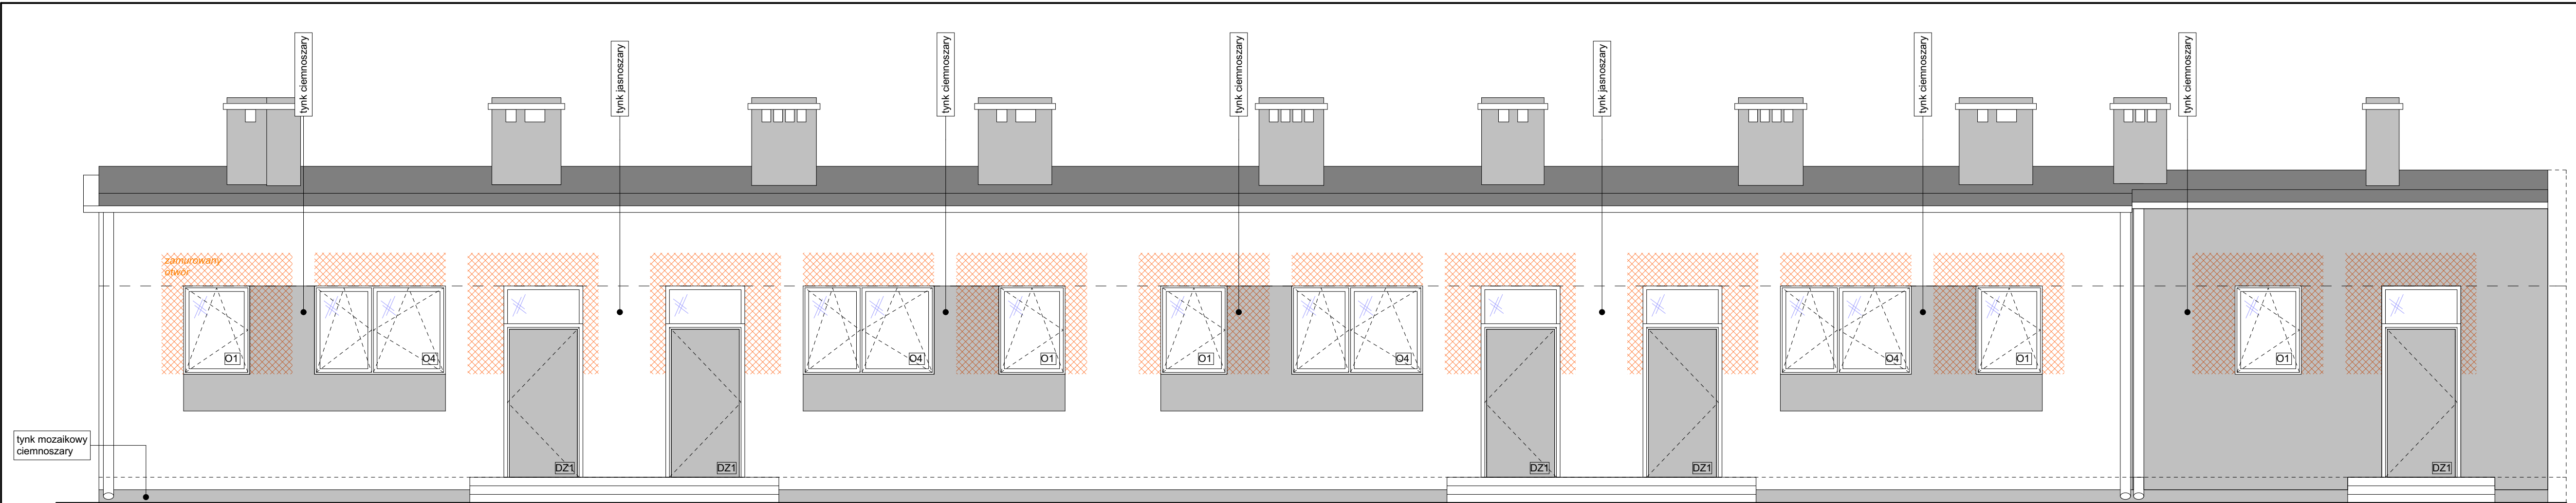 tynk ciemnoszary
tynk jasnoszary
tynk ciemnoszary
tynk ciemnoszary
tynk jasnoszary
tynk ciemnoszary
tynk ciemnoszary
zamurowany
otwór
O1
O4
O4
O1
O1
O4
O4
O1
O1
tynk mozaikowy
ciemnoszary
DZ1
DZ1
DZ1
DZ1
DZ1